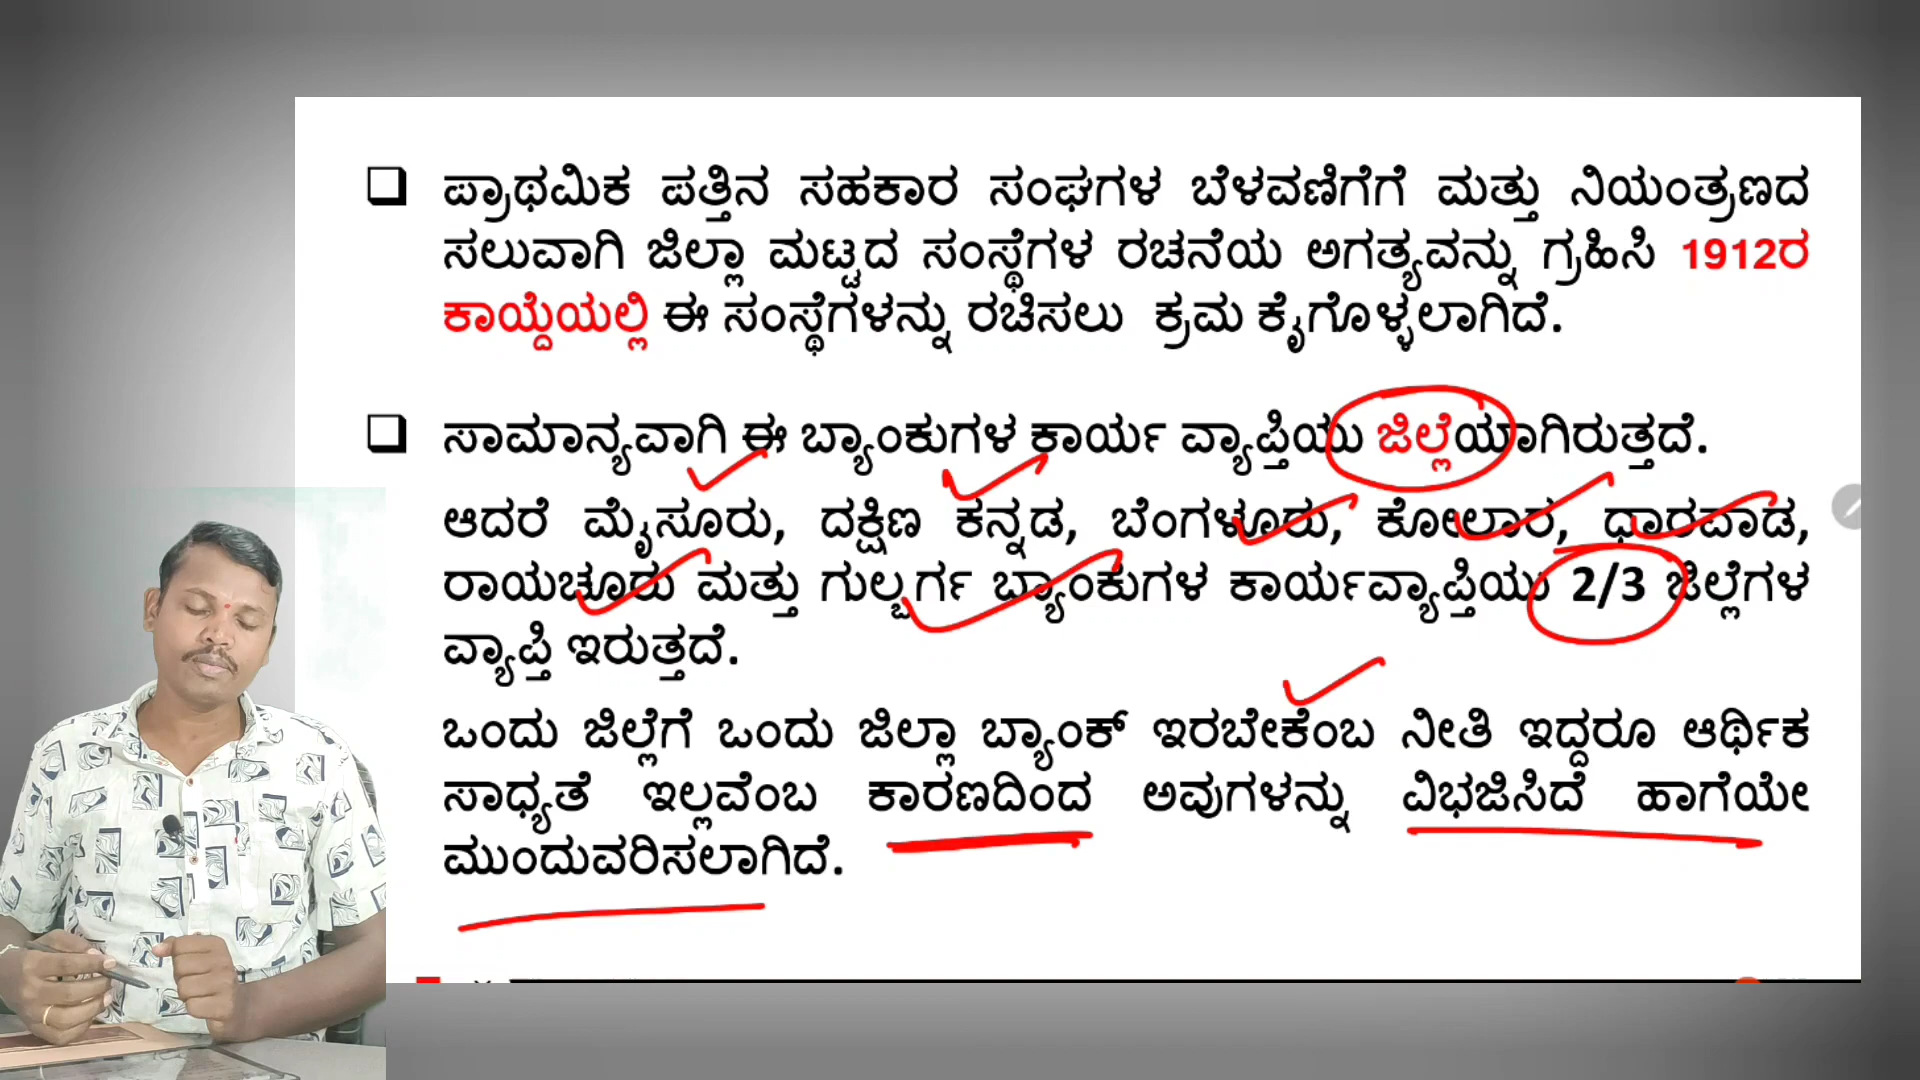 ಪ್ರಾಥಮಿಕ ಪತ್ತಿನ ಸಹಕಾರ ಸಂಘಗಳ ಬೆಳವಣಿಗೆಗೆ ಮತ್ತು ನಿಯಂತ್ರಣದ
ಸಲುವಾಗಿ ಜಿಲ್ಲಾ ಮಟ್ಟದ ಸಂಸ್ಥೆಗಳ ರಚನೆಯ ಅಗತ್ಯವನ್ನು ಗ್ರಹಿಸಿ 1912ರ
ಕಾಯ್ದೆಯಲ್ಲಿ ಈ ಸಂಸ್ಥೆಗಳನ್ನು ರಚಿಸಲು ಕ್ರಮ ಕೈಗೊಳ್ಳಲಾಗಿದೆ.
ಸಾಮಾನ್ಯವಾಗಿ ಈ ಬ್ಯಾಂಕುಗಳ ಕಾರ್ಯ ವ್ಯಾಪ್ತಿಯು ಜಿಲ್ಲೆಯಾಗಿರುತ್ತದೆ.
ಆದರೆ ಮೈಸೂರು, ದಕ್ಷಿಣ ಕನ್ನಡ, ಬೆಂಗಳೂರು, ಕೋಲಾರ, ಧಾರವಾಡ,
ರಾಯಚೂರು ಮತ್ತು ಗುಲ್ಬರ್ಗ ಬ್ಯಾಂಕುಗಳ ಕಾರ್ಯವ್ಯಾಪ್ತಿಯು 2/3 ಜಿಲ್ಲೆಗಳ
ವ್ಯಾಪ್ತಿ ಇರುತ್ತದೆ.
ಒಂದು ಜಿಲ್ಲೆಗೆ ಒಂದು ಜಿಲ್ಲಾ ಬ್ಯಾಂಕ್ ಇರಬೇಕೆಂಬ ನೀತಿ ಇದ್ದರೂ ಆರ್ಥಿಕ
ಸಾಧ್ಯತೆ ಇಲ್ಲವೆಂಬ ಕಾರಣದಿಂದ ಅವುಗಳನ್ನು ವಿಭಜಿಸಿದೆ ಹಾಗೆಯೇ
ಮುಂದುವರಿಸಲಾಗಿದೆ.